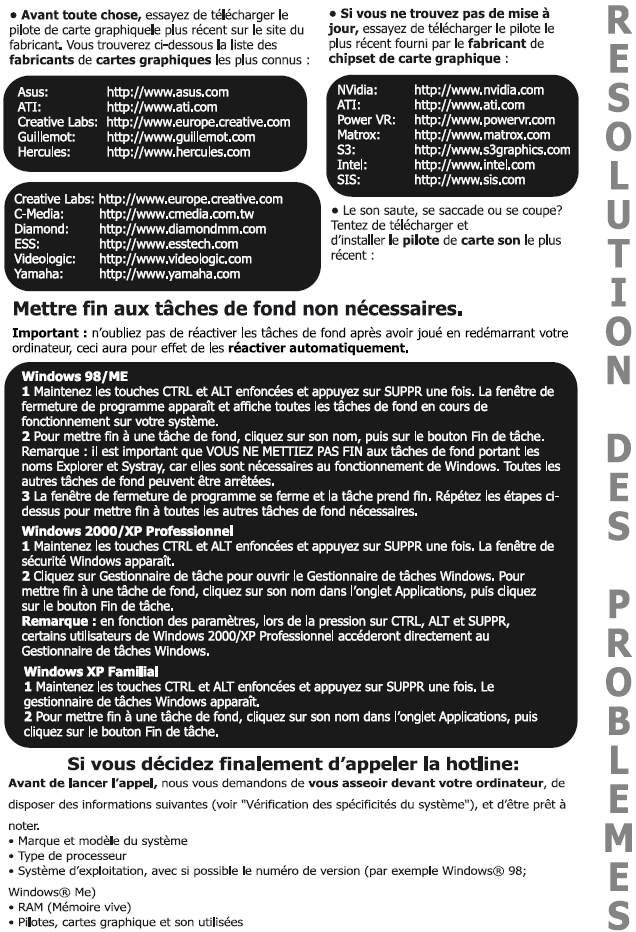 • Avant toute chose, essayez de télécharger le
pilote de carte graphiquele plus récent sur le site du
fabricant. Vous trouverez ci-dessous la liste des
fabricants de cartes graphiques les plus connus :
Asus: http://www.asus.com
ATI: http://www.ati.com
Creative Labs: http://www.europe.creative.com
Guillemot: http://www.guillemot.com
Hercules: http://www.hercules.com
• Si vous ne trouvez pas de mise à
jour, essayez de télécharger le pilote le
plus récent fourni par le fabricant de
chipset de carte graphique :
NVidia: http://www.nvidia.com
ATI: http://www.ati.com
Power VR: http://www.powervr.com
Matrox: http://www.matrox.com
S3: http://www.s3graphics.com
Intel: http://www.intel.com
SIS: http://www.sis.com
• Le son saute, se saccade ou se coupe?
Tentez de télécharger et
d'installer le pilote de carte son le plus
récent :
Creative Labs: http://www.europe.creative.com
C-Media: http://www.cmedia.com.tw
Diamond: http://www.diamondmm.com
ESS: http://www.esstech.com
Videologic: http://www.videologic.com
Yamaha: http://www.yamaha.com
Mettre fin aux tâches de fond non nécessaires.
Important : n'oubliez pas de réactiver les tâches de fond après avoir joué en redémarrant votre
ordinateur, ceci aura pour effet de les réactiver automatiquement.
Windows 98/ME
1 Maintenez les touches CTRL et ALT enfoncées et appuyez sur SUPPR une fois. La fenêtre de
fermeture de programme apparaît et affiche toutes les tâches de fond en cours de
fonctionnement sur votre système.
2 Pour mettre fin à une tâche de fond, cliquez sur son nom, puis sur le bouton Fin de tâche.
Remarque : il est important que VOUS NE METTIEZ PAS FIN aux tâches de fond portant les
noms Explorer et Systray, car elles sont nécessaires au fonctionnement de Windows. Toutes les
autres tâches de fond peuvent être arrêtées.
3 La fenêtre de fermeture de programme se ferme et la tâche prend fin. Répétez les étapes ci-
dessus pour mettre fin à toutes les autres tâches de fond nécessaires.
Windows 2000/XP Professionnel
1 Maintenez les touches CTRL et ALT enfoncées et appuyez sur SUPPR une fois. La fenêtre de
sécurité Windows apparaît.
2 Cliquez sur Gestionnaire de tâche pour ouvrir le Gestionnaire de tâches Windows. Pour
mettre fin à une tâche de fond, cliquez sur son nom dans l'onglet Applications, puis cliquez
sur le bouton Fin de tâche.
Remarque : en fonction des paramètres, lors de la pression sur CTRL, ALT et SUPPR,
certains utilisateurs de Windows 2000/XP Professionnel accéderont directement au
Gestionnaire de tâches Windows.
Windows XP Familial
1 Maintenez les touches CTRL et ALT enfoncées et appuyez sur SUPPR une fois. Le
gestionnaire de tâches Windows apparaît.
2 Pour mettre fin à une tâche de fond, cliquez sur son nom dans l'onglet Applications, puis
cliquez sur le bouton Fin de tâche.
Si vous décidez finalement d'appeler la hotline:
Avant de lancer l'appel, nous vous demandons de vous asseoir devant votre ordinateur, de
disposer des informations suivantes (voir "Vérification des spécificités du système"), et d'être prêt à
noter.
• Marque et modèle du système
• Type de processeur
• Système d'exploitation, avec si possible le numéro de version (par exemple Windows® 98;
Windows® Me)
• RAM (Mémoire vive)
• Pilotes, cartes graphique et son utilisées
RESOLUTION DES PROBLEMES